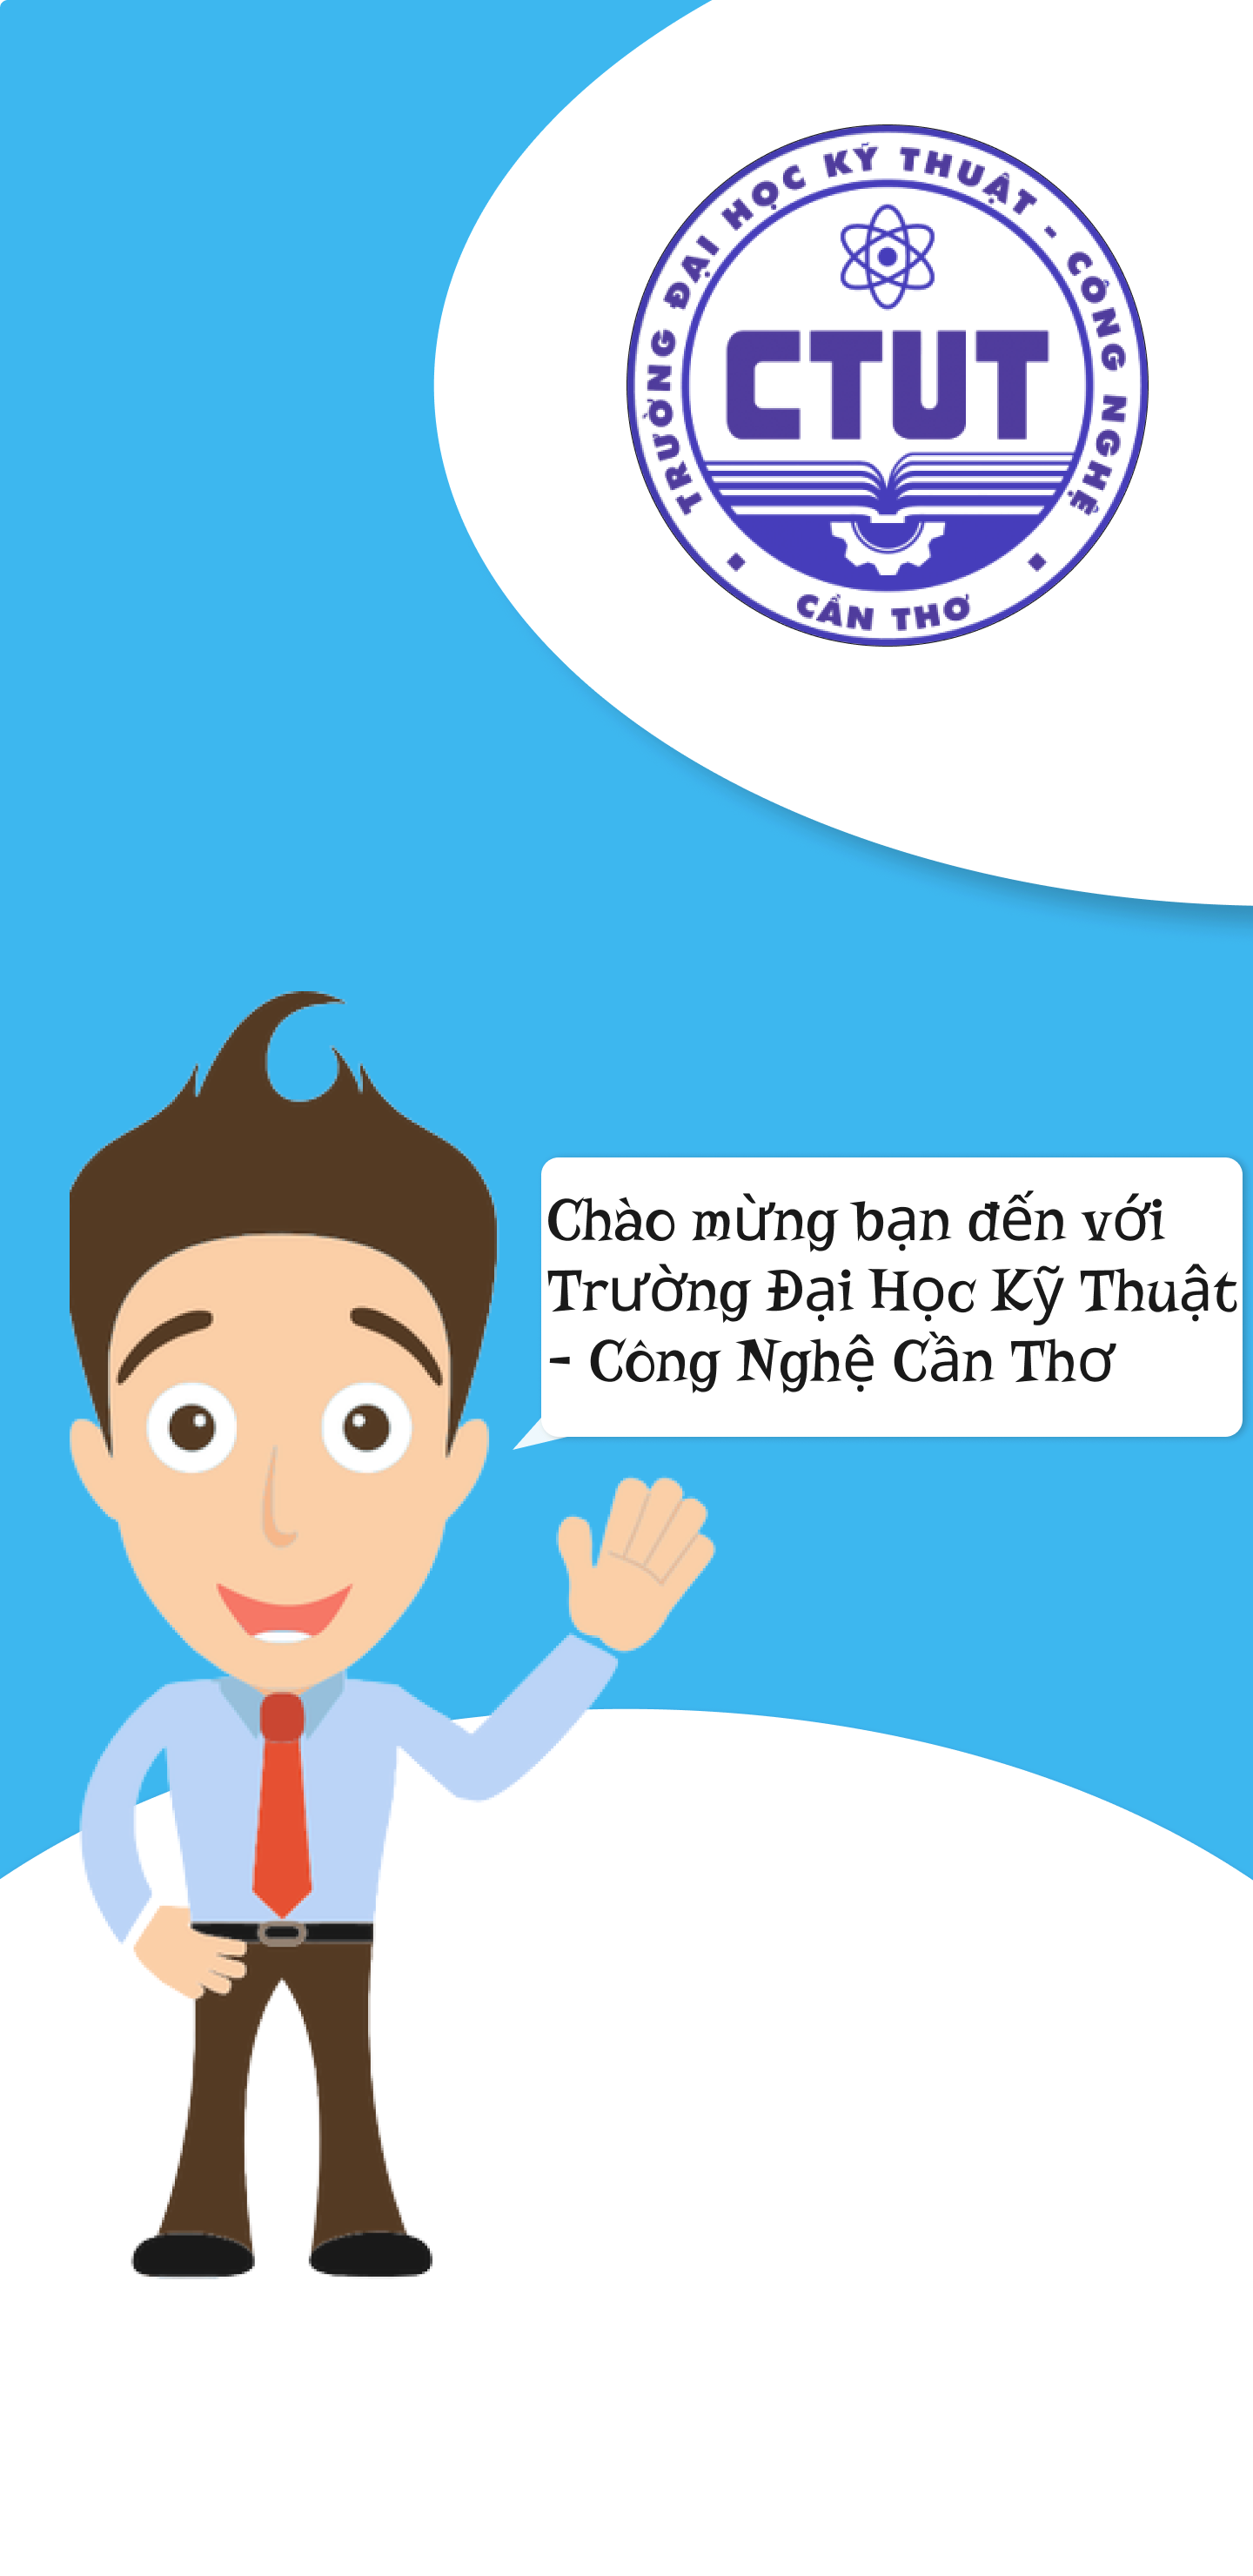 TRƯỜNG ĐẠI HỌC KỸ THUẬT - CÔNG NGHỆ
CTUT
CẦN THƠ
Chào mừng bạn đến với
Trường Đại Học Kỹ Thuật
- Công Nghệ Cần Thơ